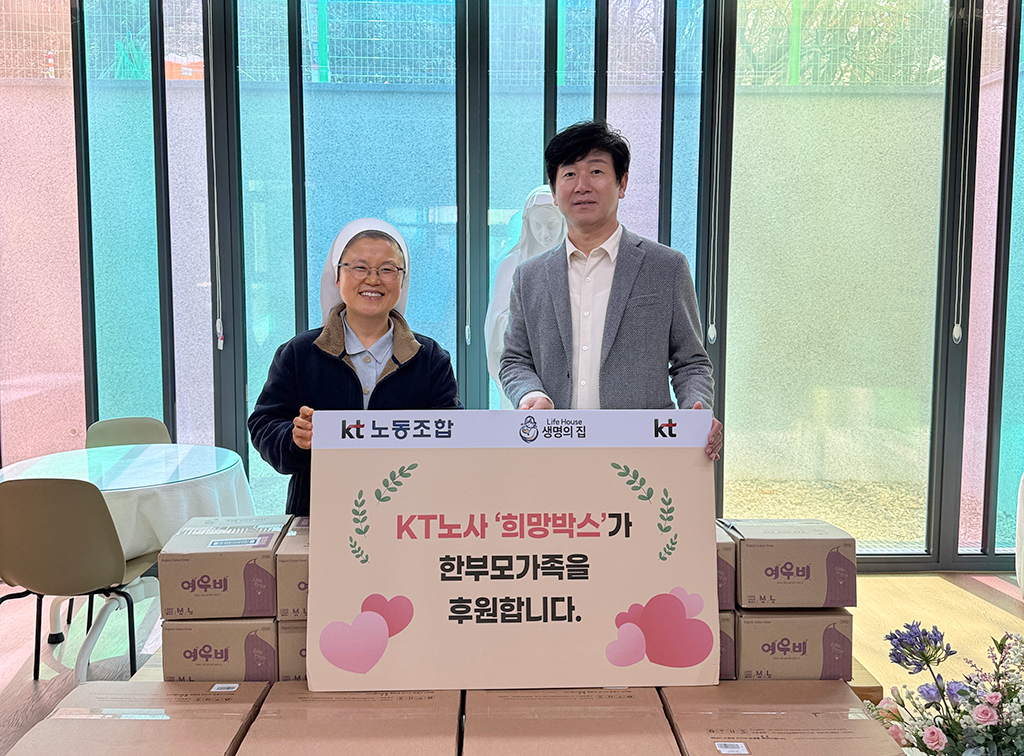 kt 노동조합
Life House
생명의 집
kt
KT노사 ‘희망박스’가
한부모가족을
후원합니다.
여우비
여우비
여우비
여우비